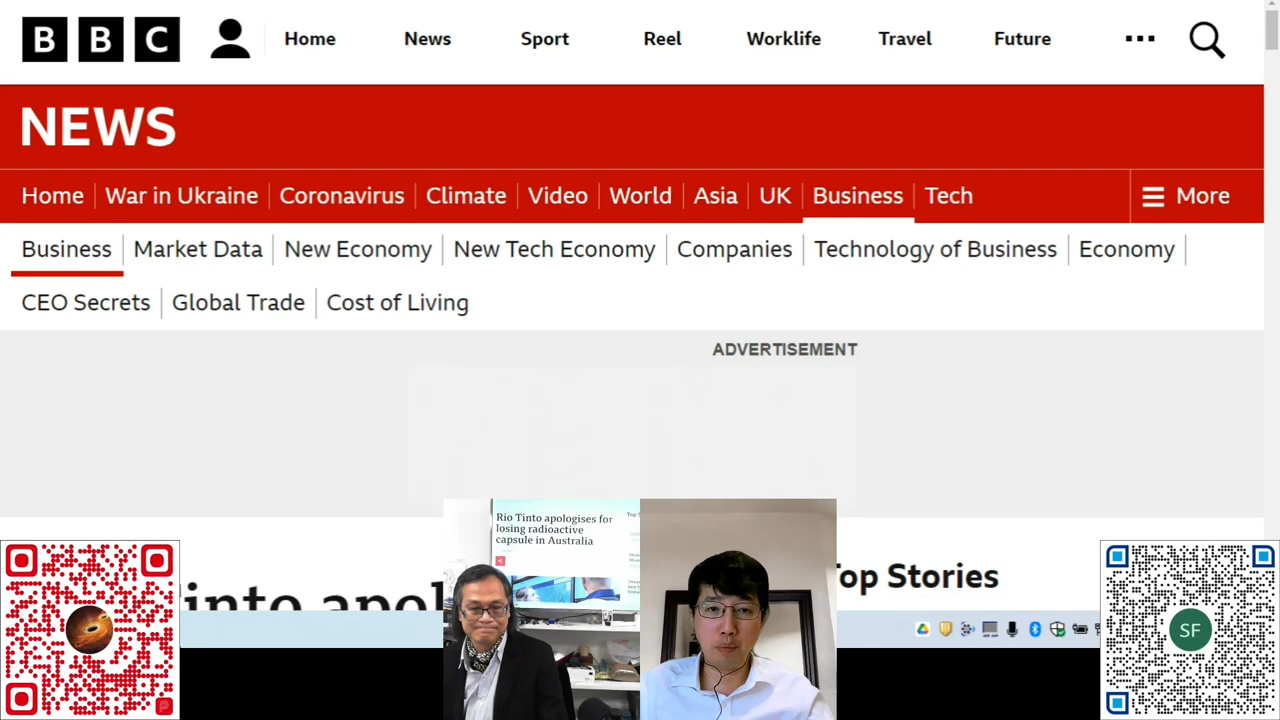 BBC
Home News Sport Reel Worklife Travel Future
NEWS
Home War in Ukraine Coronavirus Climate Video World Asia UK Business Tech More
Business Market Data New Economy New Tech Economy Companies Technology of Business Economy
CEO Secrets Global Trade Cost of Living
ADVERTISEMENT
Rio Tinto apologises for
losing radioactive
capsule in Australia
Top Stories
SF